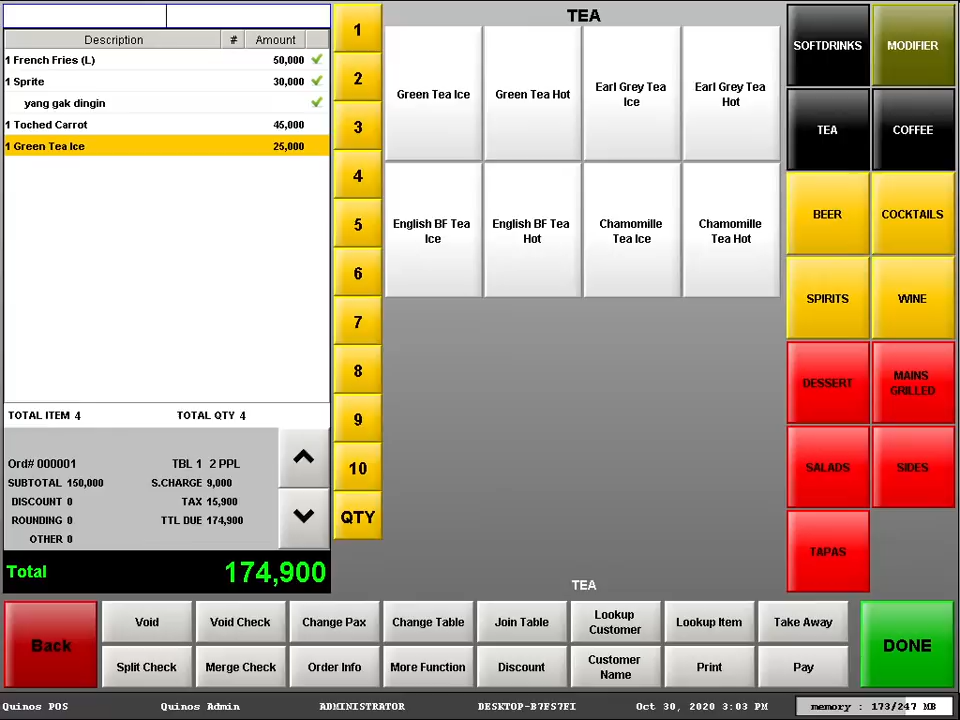 Description # Amount
1 French Fries (L) 50,000
1 Sprite 30,000
yang gak dingin
1 Toched Carrot 45,000
1 Green Tea Ice 25,000
TOTAL ITEM 4 TOTAL QTY 4
Ord# 000001 TBL 1 2 PPL
SUBTOTAL 150,000 S.CHARGE 9,000
DISCOUNT 0 TAX 15,900
ROUNDING 0 TTL DUE 174,900
OTHER 0
Total 174,900
1
2
3
4
5
6
7
8
9
10
QTY
TEA
Green Tea Ice
Green Tea Hot
Earl Grey Tea
Ice
Earl Grey Tea
Hot
English BF Tea
Ice
English BF Tea
Hot
Chamomille
Tea Ice
Chamomille
Tea Hot
TEA
SOFTDRINKS
MODIFIER
TEA
COFFEE
BEER
COCKTAILS
SPIRITS
WINE
DESSERT
MAINS
GRILLED
SALADS
SIDES
TAPAS
Back
Void
Void Check
Change Pax
Change Table
Join Table
Lookup
Customer
Lookup Item
Take Away
Split Check
Merge Check
Order Info
More Function
Discount
Customer
Name
Print
Pay
DONE
Quinos POS Quinos Admin ADMINISTRATOR DESKTOP-B7FS7EI Oct 30, 2020 3:03 PM memory : 173/247 MB